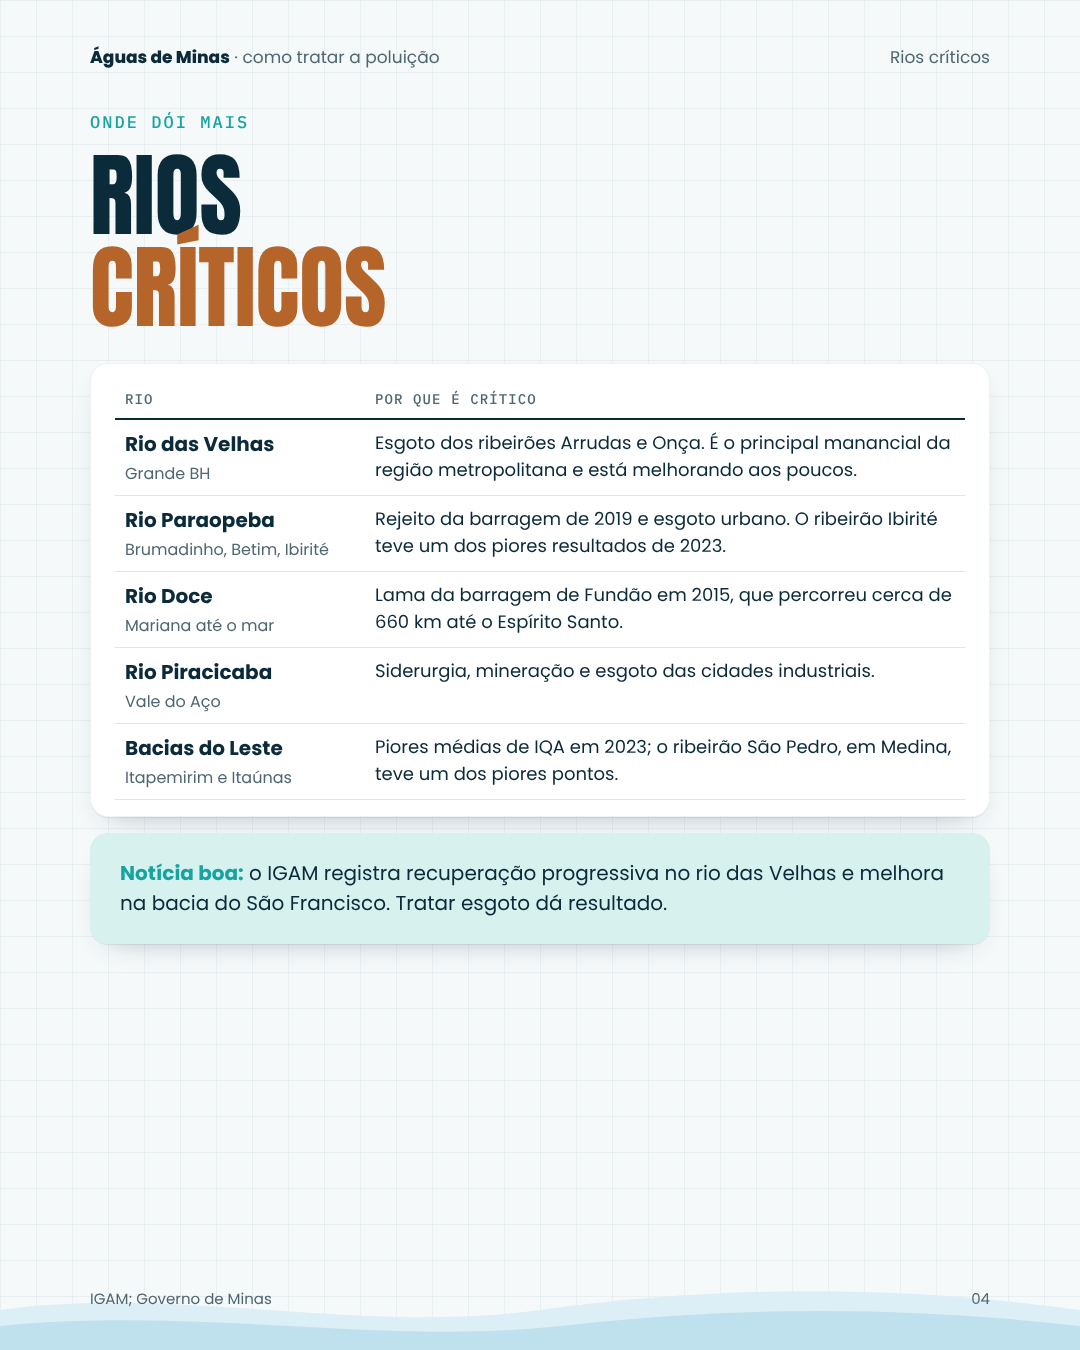 Águas de Minas · como tratar a poluição
Rios críticos
ONDE DÓI MAIS
RIOS
CRÍTICOS
RIO
POR QUE É CRÍTICO
Rio das Velhas
Grande BH
Esgoto dos ribeirões Arrudas e Onça. É o principal manancial da
região metropolitana e está melhorando aos poucos.
Rio Paraopeba
Brumadinho, Betim, Ibirité
Rejeito da barragem de 2019 e esgoto urbano. O ribeirão Ibirité
teve um dos piores resultados de 2023.
Rio Doce
Mariana até o mar
Lama da barragem de Fundão em 2015, que percorreu cerca de
660 km até o Espírito Santo.
Rio Piracicaba
Vale do Aço
Siderurgia, mineração e esgoto das cidades industriais.
Bacias do Leste
Itapemirim e Itaúnas
Piores médias de IQA em 2023; o ribeirão São Pedro, em Medina,
teve um dos piores pontos.
Notícia boa: o IGAM registra recuperação progressiva no rio das Velhas e melhora
na bacia do São Francisco. Tratar esgoto dá resultado.
IGAM; Governo de Minas
04